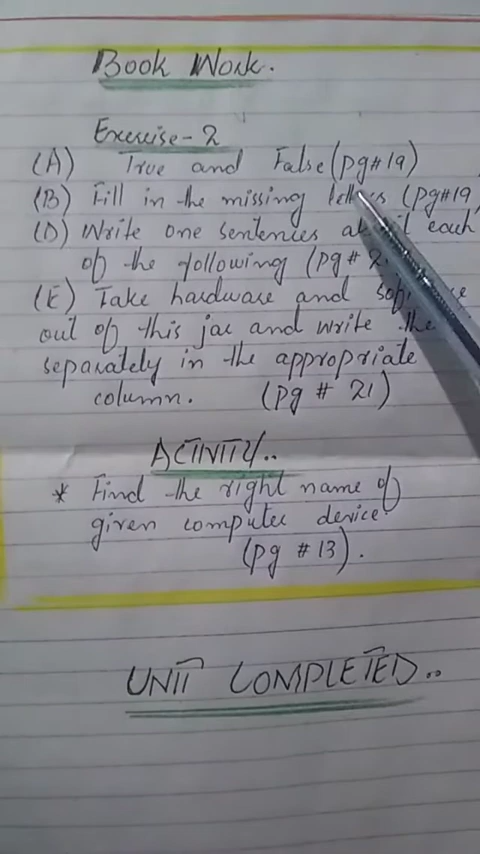 Book Work.
Exercise-2
(A) True and False (pg#19)
(B) Fill in the missing letters (pg#19
(D) Write one sentences each
of the following (pg #
(E) Take hardware and
out of this jar and write the
separately in the appropriate
column. (pg # 21)
ACTIVITY..
* Find the right name of
given computer device
(pg #13).
UNIT COMPLETED..